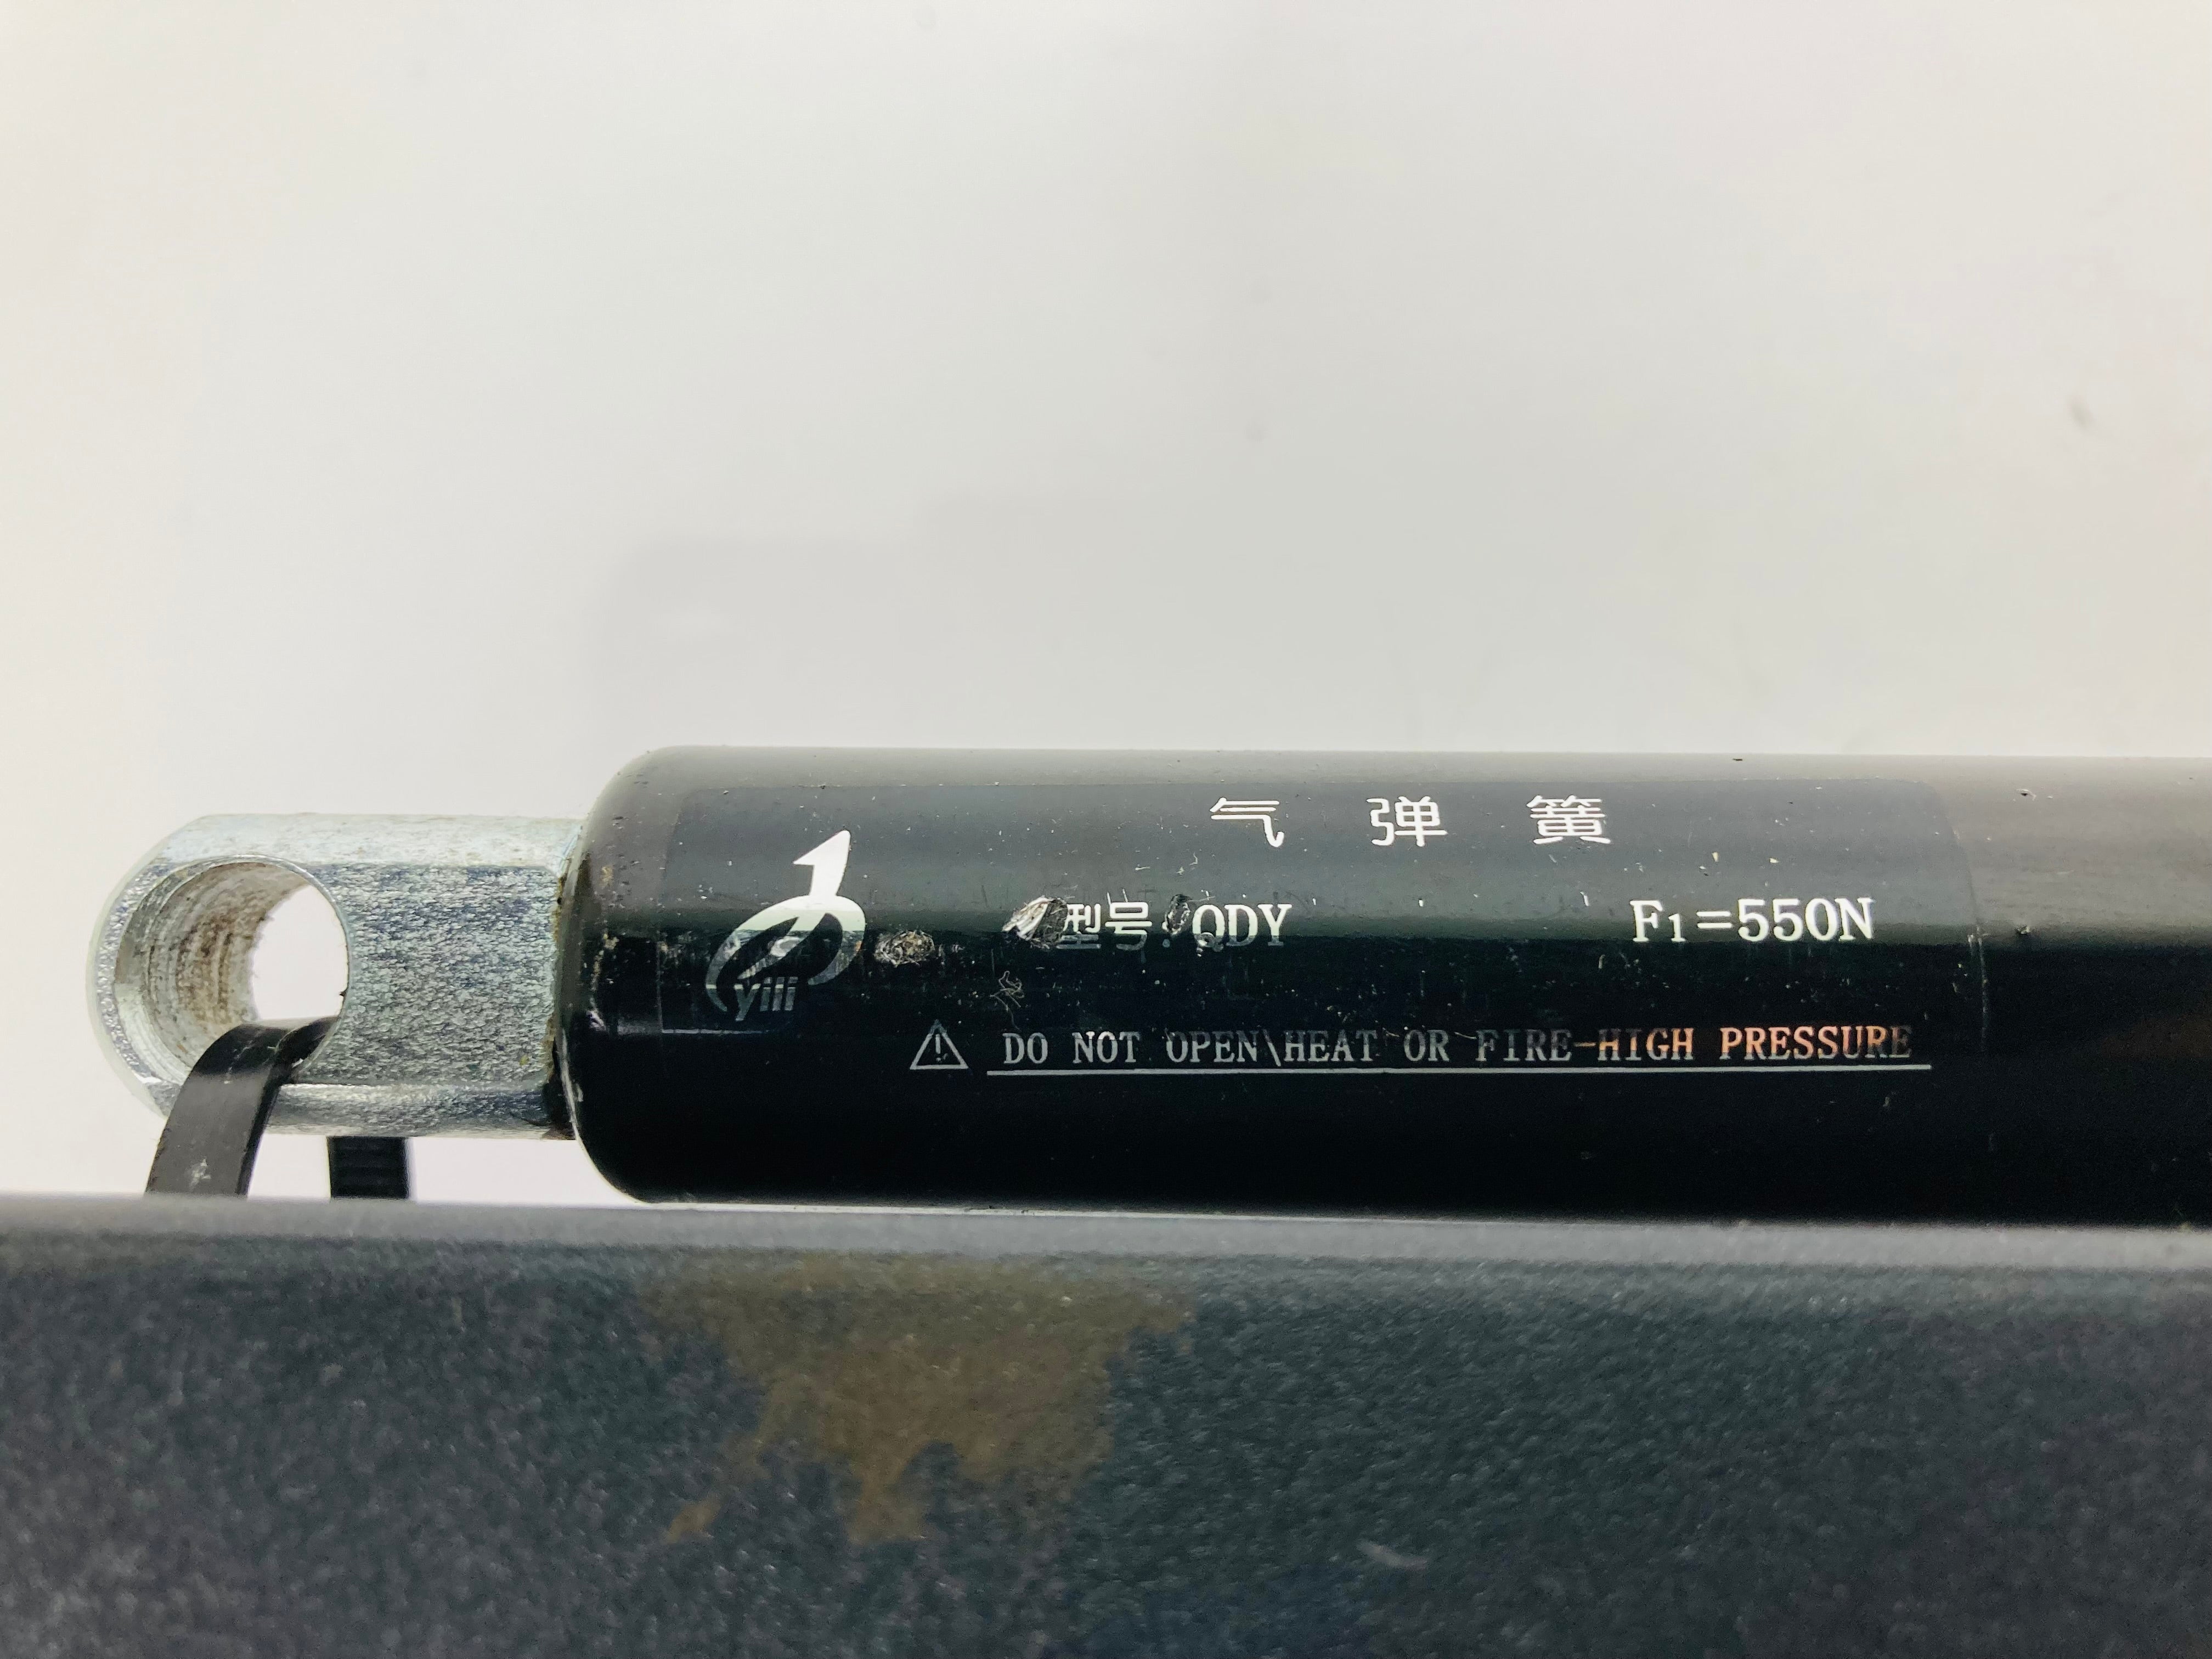 气弹簧
型号:QDY F1=550N
yili
DO NOT OPEN\HEAT OR FIRE-HIGH PRESSURE